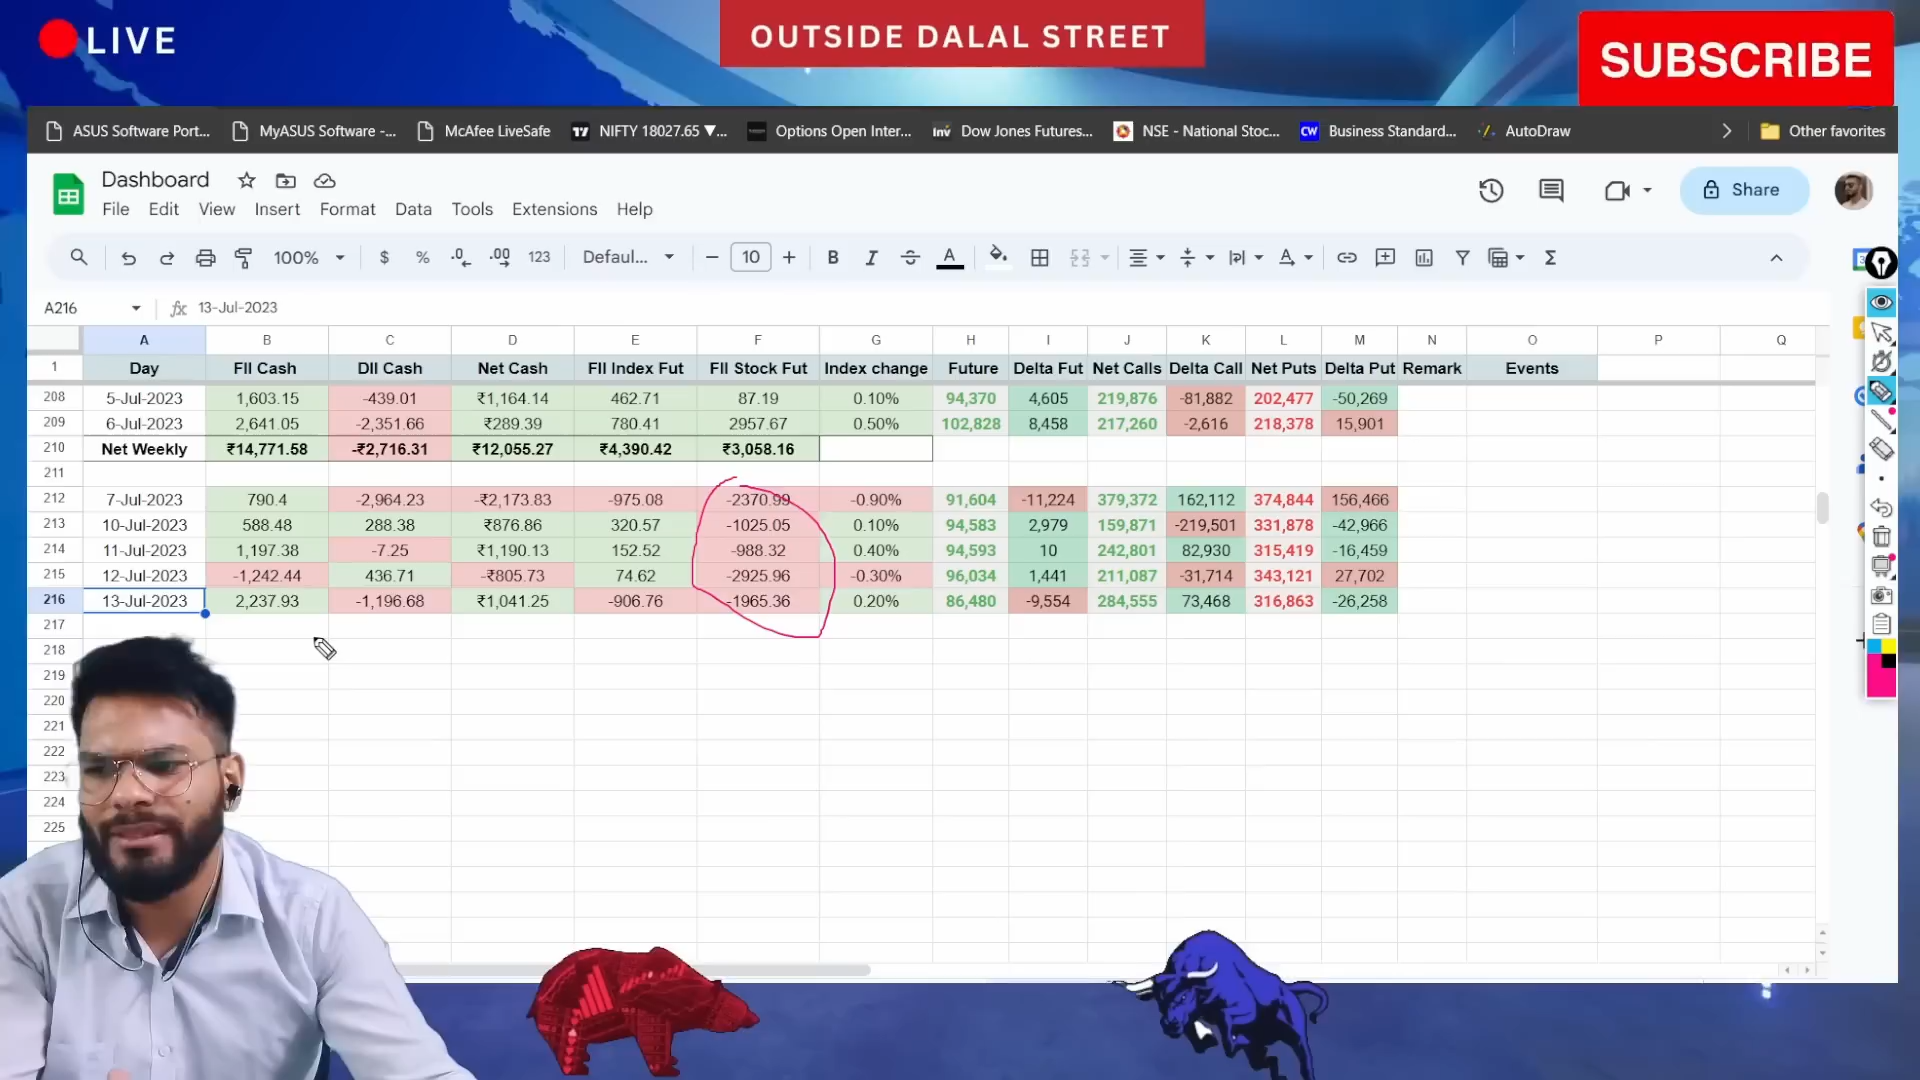 LIVE
OUTSIDE DALAL STREET
SUBSCRIBE
ASUS Software Port... MyASUS Software -... McAfee LiveSafe NIFTY 18027.65 ▼,... Options Open Inter... Dow Jones Futures... NSE - National Stoc... Business Standard... AutoDraw Other favorites
Dashboard
Share
File Edit View Insert Format Data Tools Extensions Help
100% $ % .0 .00 123 Defaul... − 10 + B I A Σ
A216 fx 13-Jul-2023
A B C D E F G H I J K L M N O P Q
1 Day FII Cash DII Cash Net Cash FII Index Fut FII Stock Fut Index change Future Delta Fut Net Calls Delta Call Net Puts Delta Put Remark Events
208 5-Jul-2023 1,603.15 -439.01 ₹1,164.14 462.71 87.19 0.10% 94,370 4,605 219,876 -81,882 202,477 -50,269
209 6-Jul-2023 2,641.05 -2,351.66 ₹289.39 780.41 2957.67 0.50% 102,828 8,458 217,260 -2,616 218,378 15,901
210 Net Weekly ₹14,771.58 -₹2,716.31 ₹12,055.27 ₹4,390.42 ₹3,058.16
211
212 7-Jul-2023 790.4 -2,964.23 -₹2,173.83 -975.08 -2370.99 -0.90% 91,604 -11,224 379,372 162,112 374,844 156,466
213 10-Jul-2023 588.48 288.38 ₹876.86 320.57 -1025.05 0.10% 94,583 2,979 159,871 -219,501 331,878 -42,966
214 11-Jul-2023 1,197.38 -7.25 ₹1,190.13 152.52 -988.32 0.40% 94,593 10 242,801 82,930 315,419 -16,459
215 12-Jul-2023 -1,242.44 436.71 -₹805.73 74.62 -2925.96 -0.30% 96,034 1,441 211,087 -31,714 343,121 27,702
216 13-Jul-2023 2,237.93 -1,196.68 ₹1,041.25 -906.76 -1965.36 0.20% 86,480 -9,554 284,555 73,468 316,863 -26,258
217
218
219
220
221
222
223
224
225